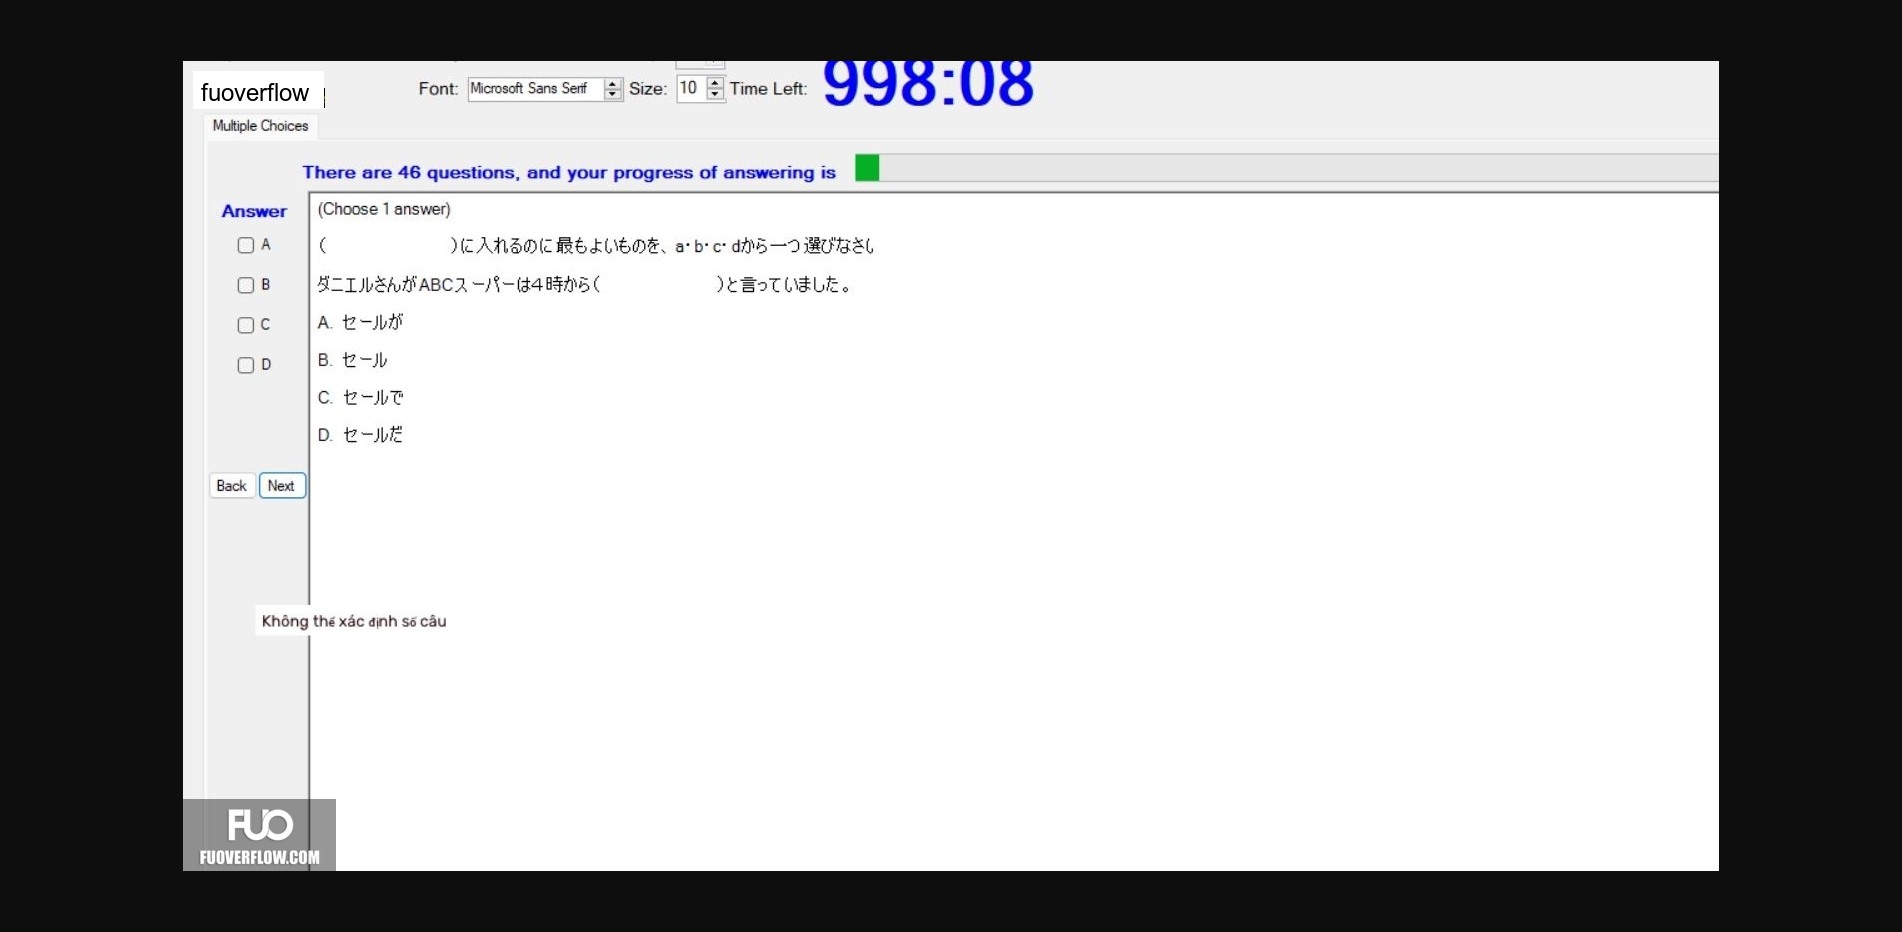 fuoverflow
Font: Microsoft Sans Serif Size: 10 Time Left: 998:08
Multiple Choices
There are 46 questions, and your progress of answering is
Answer
(Choose 1 answer)
A
(　　　　　)に入れるのに最もよいものを、a・b・c・dから一つ選びなさい
B
ダニエルさんがABCスーパーは4時から(　　　　　)と言っていました。
C
A. セールが
D
B. セール
C. セールで
D. セールだ
Back Next
Không thể xác định số câu
FUO
FUOVERFLOW.COM